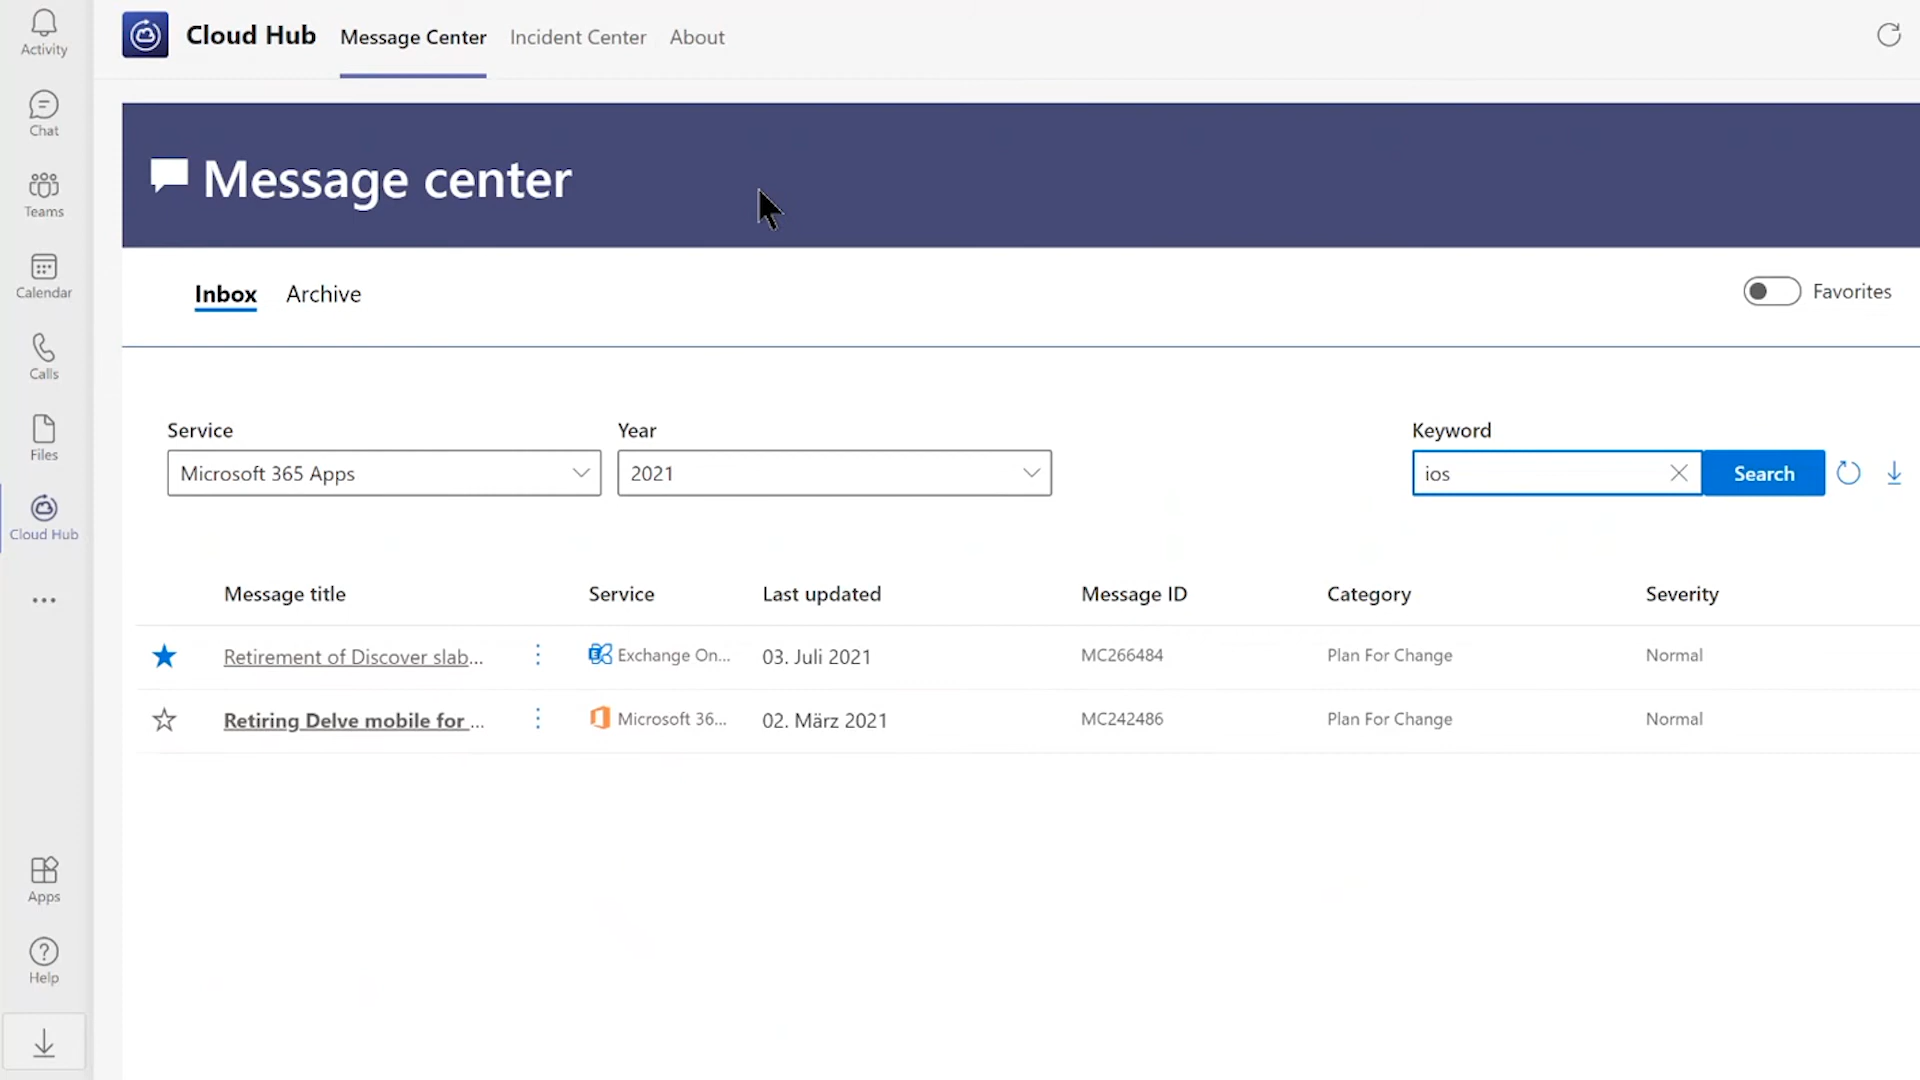 Activity
Chat
Teams
Calendar
Calls
Files
Cloud Hub
Apps
Help
Cloud Hub Message Center Incident Center About
Message center
Inbox Archive Favorites
Service Year Keyword
Microsoft 365 Apps 2021 ios Search
Message title Service Last updated Message ID Category Severity
Retirement of Discover slab... Exchange On... 03. Juli 2021 MC266484 Plan For Change Normal
Retiring Delve mobile for ... Microsoft 36... 02. März 2021 MC242486 Plan For Change Normal